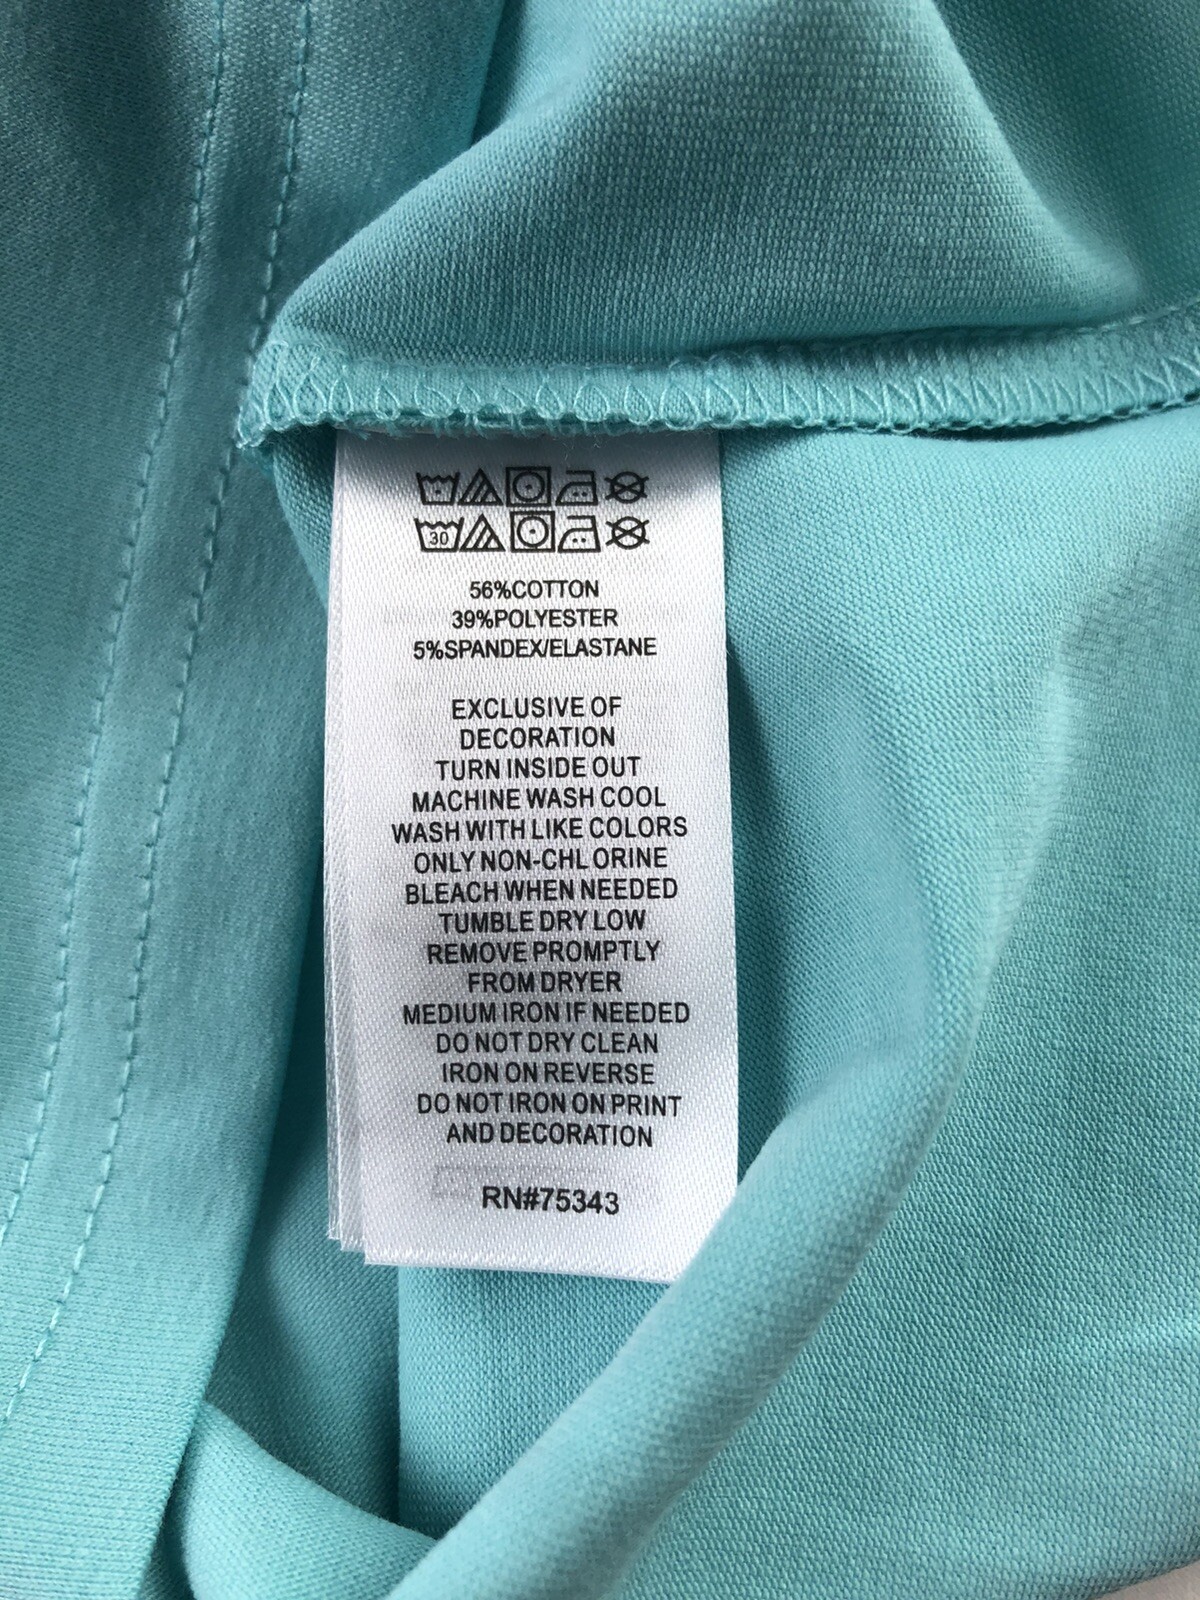 30
56%COTTON
39%POLYESTER
5%SPANDEX/ELASTANE
EXCLUSIVE OF
DECORATION
TURN INSIDE OUT
MACHINE WASH COOL
WASH WITH LIKE COLORS
ONLY NON-CHLORINE
BLEACH WHEN NEEDED
TUMBLE DRY LOW
REMOVE PROMPTLY
FROM DRYER
MEDIUM IRON IF NEEDED
DO NOT DRY CLEAN
IRON ON REVERSE
DO NOT IRON ON PRINT
AND DECORATION
RN#75343